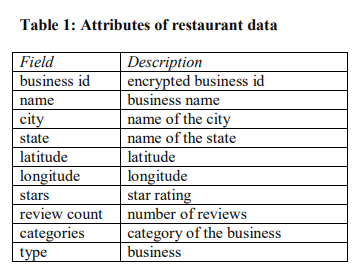 Table 1: Attributes of restaurant data
Field Description
business id encrypted business id
name business name
city name of the city
state name of the state
latitude latitude
longitude longitude
stars star rating
review count number of reviews
categories category of the business
type business